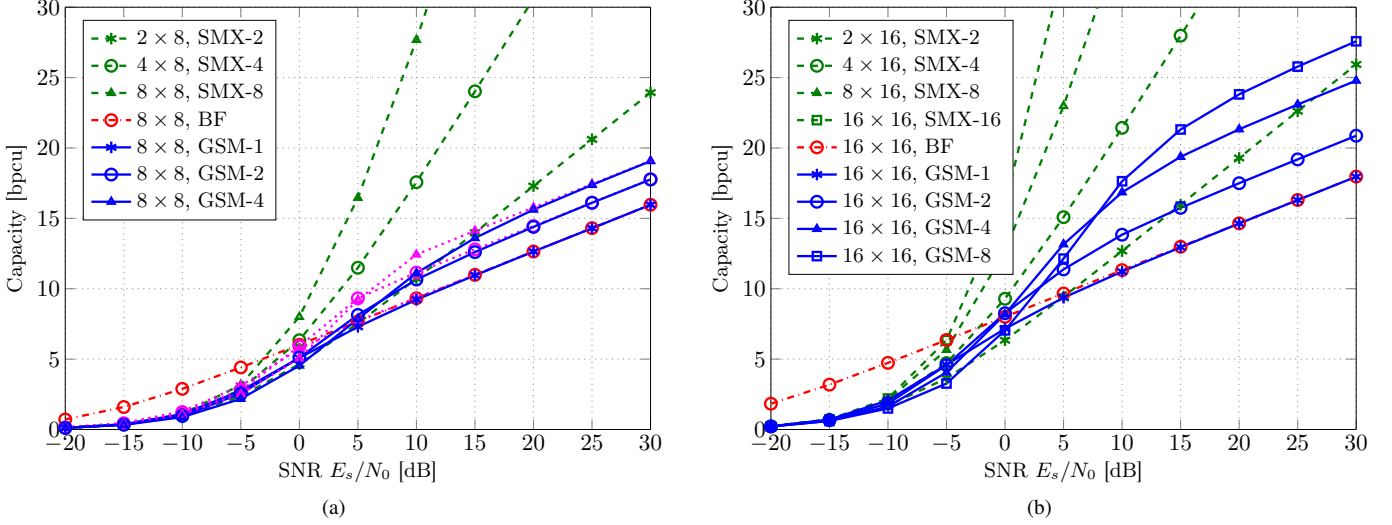 30
25
20
15
10
5
0
Capacity [bpcu]
2 × 8, SMX-2
4 × 8, SMX-4
8 × 8, SMX-8
8 × 8, BF
8 × 8, GSM-1
8 × 8, GSM-2
8 × 8, GSM-4
−20 −15 −10 −5 0 5 10 15 20 25 30
SNR E_s/N_0 [dB]
(a)
30
25
20
15
10
5
0
Capacity [bpcu]
2 × 16, SMX-2
4 × 16, SMX-4
8 × 16, SMX-8
16 × 16, SMX-16
16 × 16, BF
16 × 16, GSM-1
16 × 16, GSM-2
16 × 16, GSM-4
16 × 16, GSM-8
−20 −15 −10 −5 0 5 10 15 20 25 30
SNR E_s/N_0 [dB]
(b)